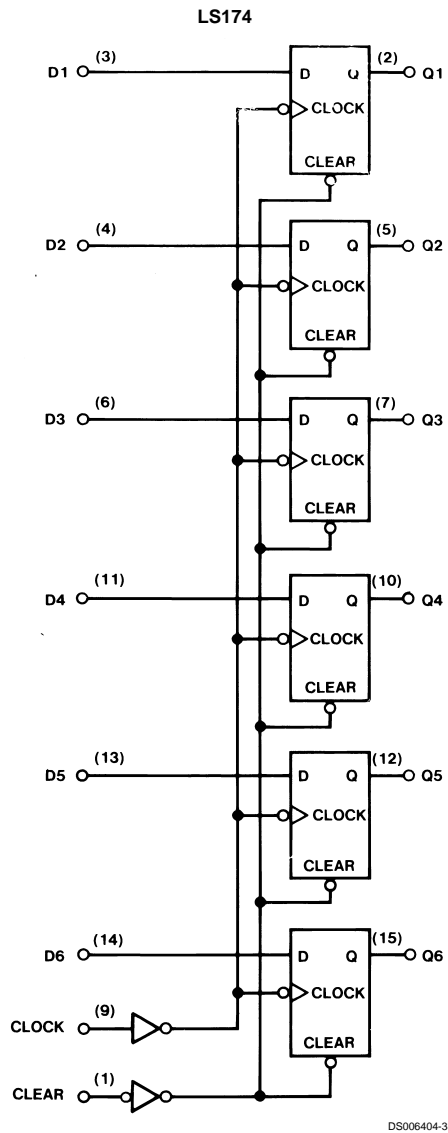 LS174
D1 (3) D Q (2) Q1
CLOCK
CLEAR
D2 (4) D Q (5) Q2
CLOCK
CLEAR
D3 (6) D Q (7) Q3
CLOCK
CLEAR
D4 (11) D Q (10) Q4
CLOCK
CLEAR
D5 (13) D Q (12) Q5
CLOCK
CLEAR
D6 (14) D Q (15) Q6
CLOCK
CLOCK (9)
CLEAR
CLEAR (1)
DS006404-3